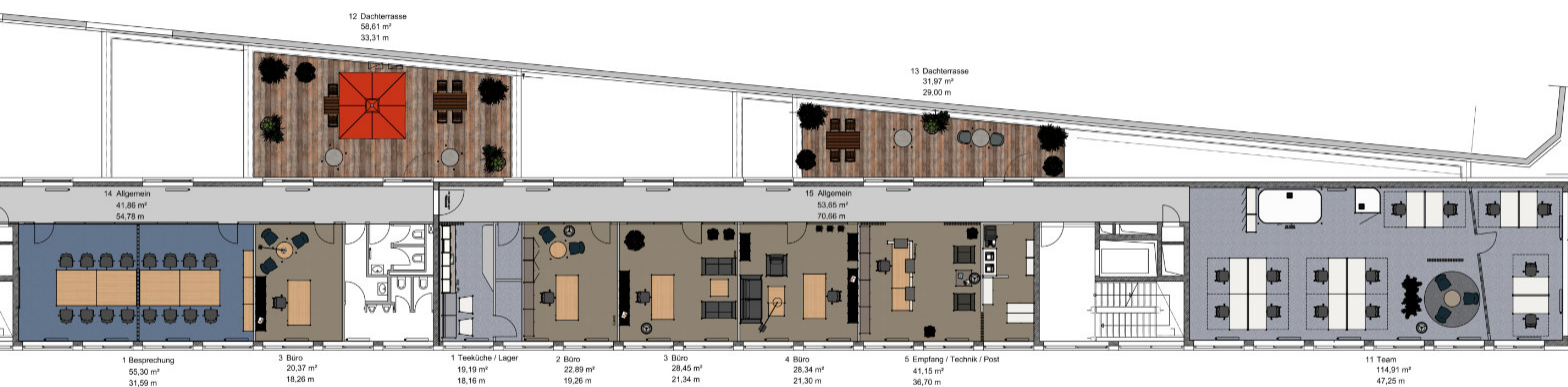 12 Dachterrasse
58,61 m²
33,31 m
13 Dachterrasse
31,97 m²
29,00 m
14 Allgemein
41,86 m²
54,78 m
15 Allgemein
53,65 m²
70,66 m
1 Besprechung
55,30 m²
31,59 m
3 Büro
20,37 m²
18,26 m
1 Teeküche / Lager
19,19 m²
18,16 m
2 Büro
22,89 m²
19,26 m
3 Büro
28,45 m²
21,34 m
4 Büro
28,34 m²
21,30 m
5 Empfang / Technik / Post
41,15 m²
36,70 m
11 Team
114,91 m²
47,25 m